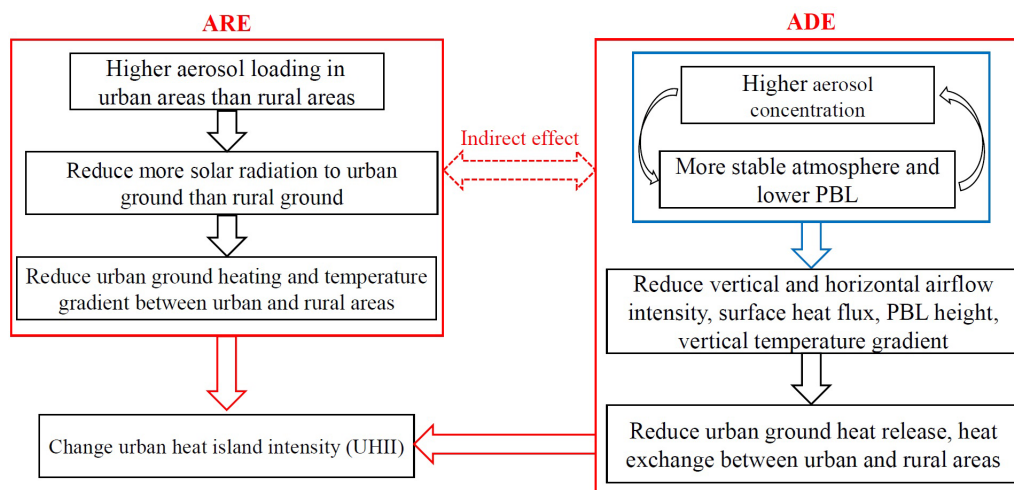 ARE
Higher aerosol loading in
urban areas than rural areas
Reduce more solar radiation to urban
ground than rural ground
Reduce urban ground heating and temperature
gradient between urban and rural areas
Change urban heat island intensity (UHII)
Indirect effect
ADE
Higher aerosol
concentration
More stable atmosphere and
lower PBL
Reduce vertical and horizontal airflow
intensity, surface heat flux, PBL height,
vertical temperature gradient
Reduce urban ground heat release, heat
exchange between urban and rural areas